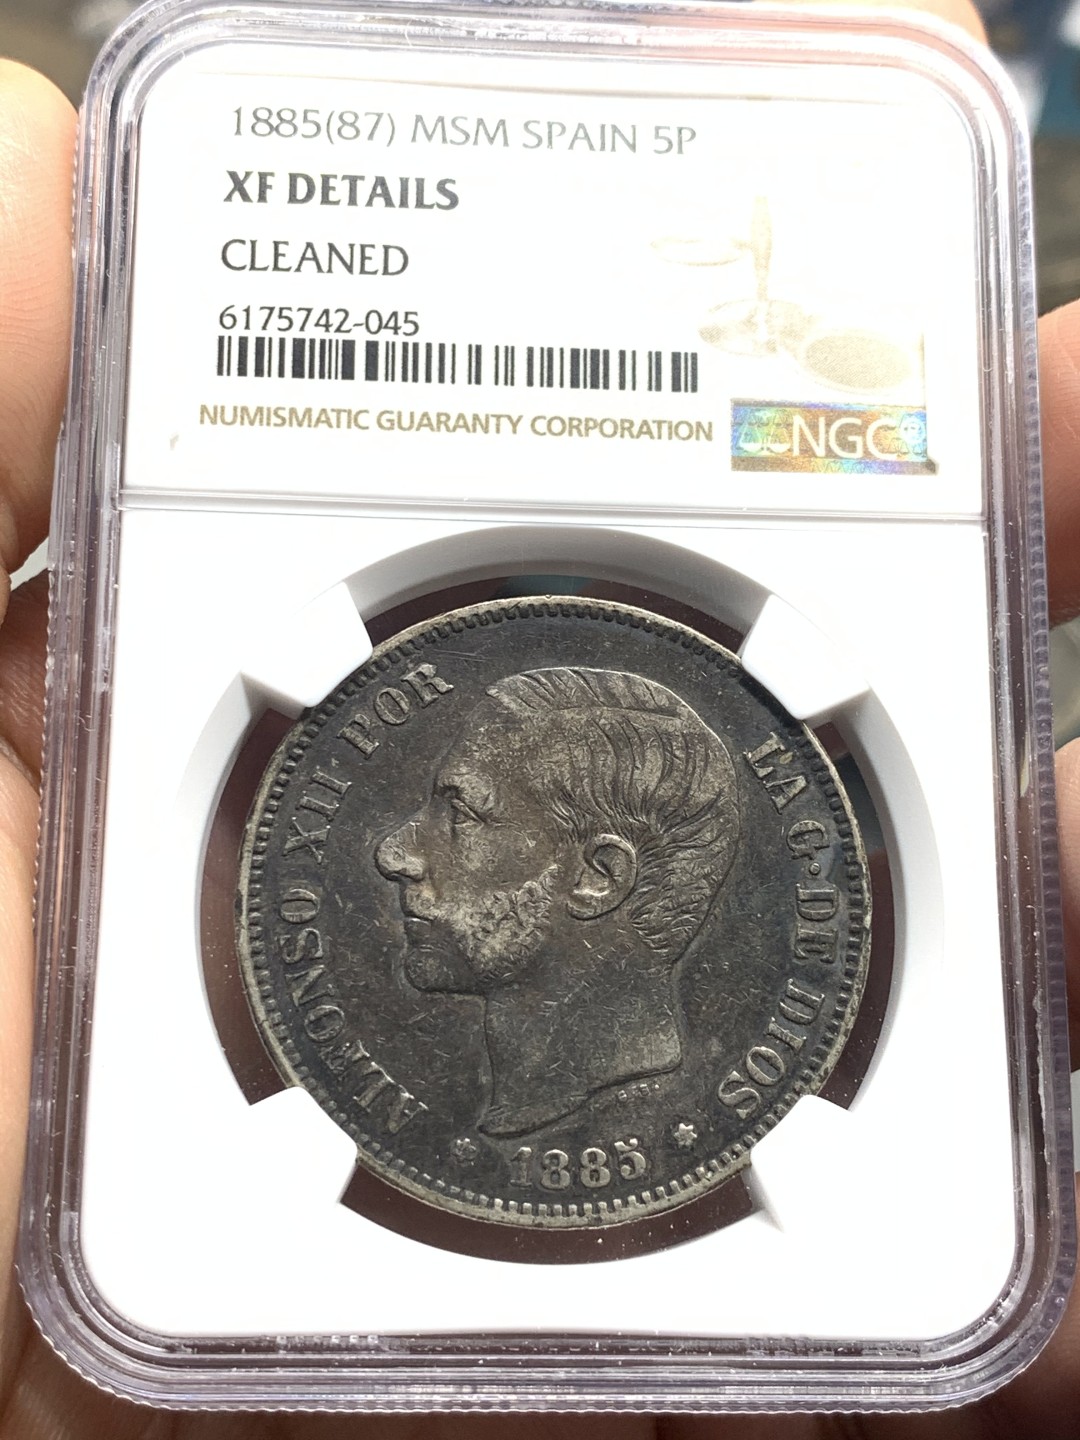 1885(87) MSM SPAIN 5P
XF DETAILS
CLEANED
6175742-045
NUMISMATIC GUARANTY CORPORATION
NGC
ALFONSO XII POR LA G. DE DIOS
* 1885 *